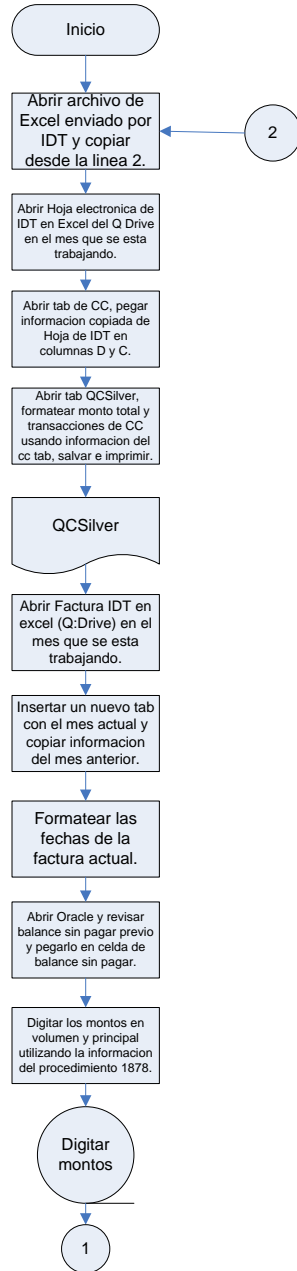 Inicio
Abrir archivo de
Excel enviado por
IDT y copiar
desde la linea 2.
2
Abrir Hoja electronica de
IDT en Excel del Q Drive
en el mes que se esta
trabajando.
Abrir tab de CC, pegar
informacion copiada de
Hoja de IDT en
columnas D y C.
Abrir tab QCSilver,
formatear monto total y
transacciones de CC
usando informacion del
cc tab, salvar e imprimir.
QCSilver
Abrir Factura IDT en
excel (Q:Drive) en el
mes que se esta
trabajando.
Insertar un nuevo tab
con el mes actual y
copiar informacion
del mes anterior.
Formatear las
fechas de la
factura actual.
Abrir Oracle y revisar
balance sin pagar previo
y pegarlo en celda de
balance sin pagar.
Digitar los montos en
volumen y principal
utilizando la informacion
del procedimiento 1878.
Digitar
montos
1